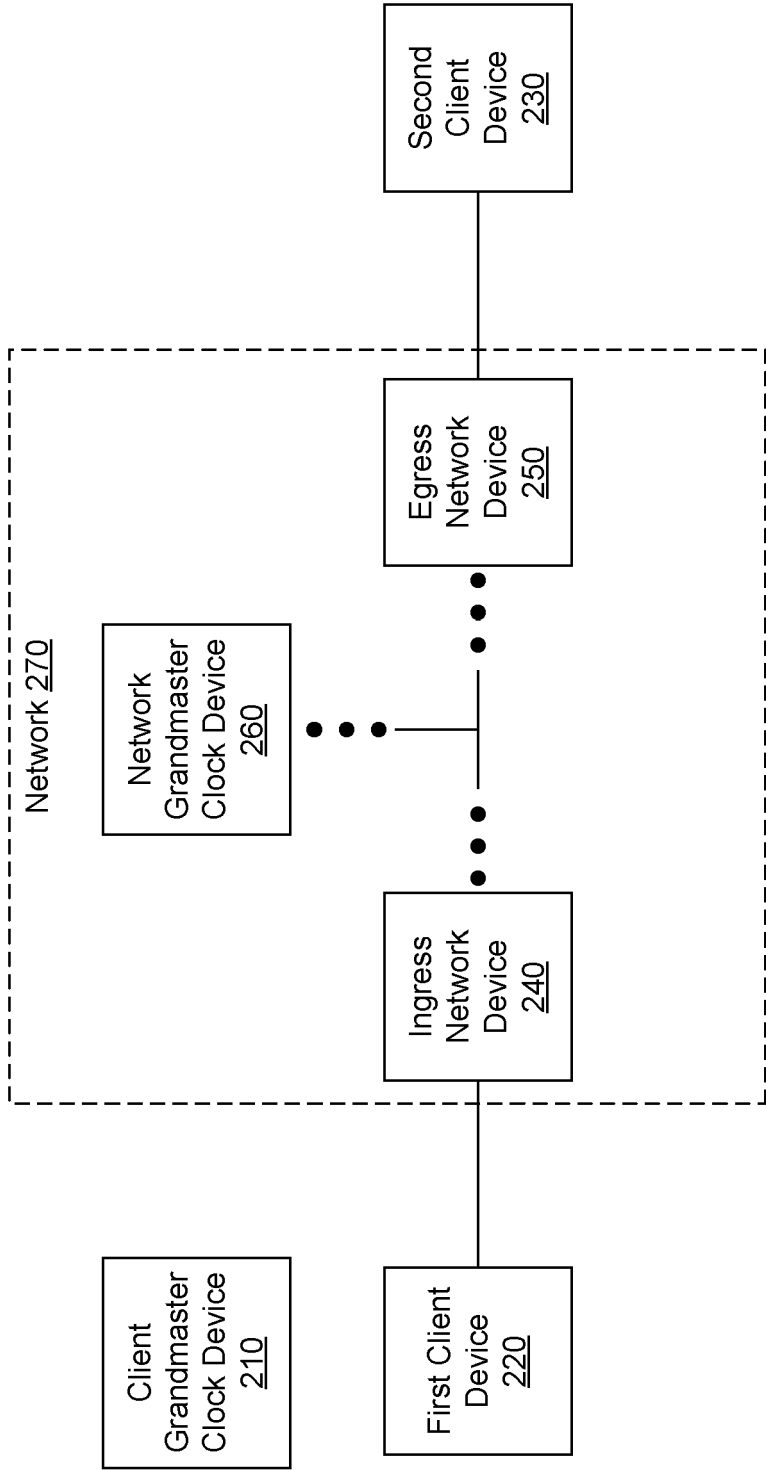 Network 270
Client
Grandmaster
Clock Device
210
Network
Grandmaster
Clock Device
260
First Client
Device
220
Ingress
Network
Device
240
Egress
Network
Device
250
Second
Client
Device
230